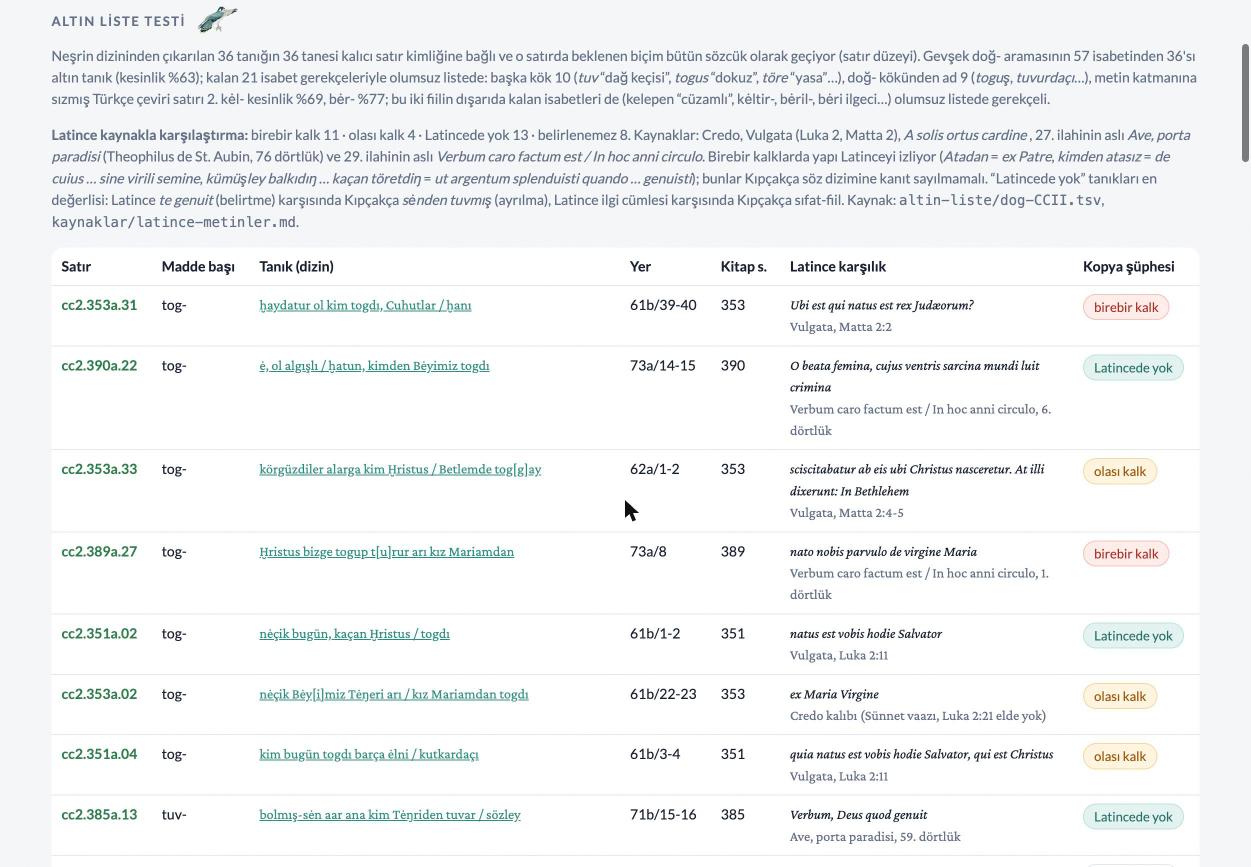 ALTIN LİSTE TESTİ
Neşrin dizininden çıkarılan 36 tanığın 36 tanesi kalıcı satır kimliğine bağlı ve o satırda beklenen biçim bütün sözcük olarak geçiyor (satır düzeyi). Gevşek doğ- aramasının 57 isabetinden 36'sı
altın tanık (kesinlik %63); kalan 21 isabet gerekçeleriyle olumsuz listede: başka kök 10 (tuv “dağ keçisi”, togus “dokuz”, töre “yasa”…), doğ- kökünden ad 9 (toguş, tuvurdaçı…), metin katmanına
sızmış Türkçe çeviri satırı 2. kėl- kesinlik %69, bėr- %77; bu iki fiilin dışarıda kalan isabetleri de (kelepen “cüzamlı”, kėltir-, bėril-, bėri ilgeci…) olumsuz listede gerekçeli.
Latince kaynakla karşılaştırma: birebir kalk 11 · olası kalk 4 · Latincede yok 13 · belirlenemez 8. Kaynaklar: Credo, Vulgata (Luka 2, Matta 2), A solis ortus cardine , 27. ilahinin aslı Ave, porta
paradisi (Theophilus de St. Aubin, 76 dörtlük) ve 29. ilahinin aslı Verbum caro factum est / In hoc anni circulo. Birebir kalklarda yapı Latinceyi izliyor (Atadan = ex Patre, kimden atasız = de
cuius … sine virili semine, kümüşley balkıdıŋ … kaçan töretdiŋ = ut argentum splenduisti quando … genuisti); bunlar Kıpçakça söz dizimine kanıt sayılmamalı. “Latincede yok” tanıkları en
değerlisi: Latince te genuit (belirtme) karşısında Kıpçakça sėnden tuvmış (ayrılma), Latince ilgi cümlesi karşısında Kıpçakça sıfat-fiil. Kaynak: altin-liste/dog-CCII.tsv,
kaynaklar/latince-metinler.md.
Satır Madde başı Tanık (dizin) Yer Kitap s. Latince karşılık Kopya şüphesi
cc2.353a.31 tog- ḫaydatur ol kim togdı, Cuhutlar / ḫanı 61b/39-40 353 Ubi est qui natus est rex Judæorum? birebir kalk
Vulgata, Matta 2:2
cc2.390a.22 tog- ė, ol algışlı / ḫatun, kimden Bėyimiz togdı 73a/14-15 390 O beata femina, cujus ventris sarcina mundi luit Latincede yok
crimina
Verbum caro factum est / In hoc anni circulo, 6.
dörtlük
cc2.353a.33 tog- körgüzdiler alarga kim Ḫristus / Betlemde tog[g]ay 62a/1-2 353 sciscitabatur ab eis ubi Christus nasceretur. At illi olası kalk
dixerunt: In Bethlehem
Vulgata, Matta 2:4-5
cc2.389a.27 tog- Ḫristus bizge togup t[u]rur arı kız Mariamdan 73a/8 389 nato nobis parvulo de virgine Maria birebir kalk
Verbum caro factum est / In hoc anni circulo, 1.
dörtlük
cc2.351a.02 tog- nėçik bugün, kaçan Ḫristus / togdı 61b/1-2 351 natus est vobis hodie Salvator Latincede yok
Vulgata, Luka 2:11
cc2.353a.02 tog- nėçik Bėy[i]miz Tėŋeri arı / kız Mariamdan togdı 61b/22-23 353 ex Maria Virgine olası kalk
Credo kalıbı (Sünnet vaazı, Luka 2:21 elde yok)
cc2.351a.04 tog- kim bugün togdı barça ėlni / kutkardaçı 61b/3-4 351 quia natus est vobis hodie Salvator, qui est Christus olası kalk
Vulgata, Luka 2:11
cc2.385a.13 tuv- bolmış-sėn aar ana kim Tėŋriden tuvar / sözley 71b/15-16 385 Verbum, Deus quod genuit Latincede yok
Ave, porta paradisi, 59. dörtlük